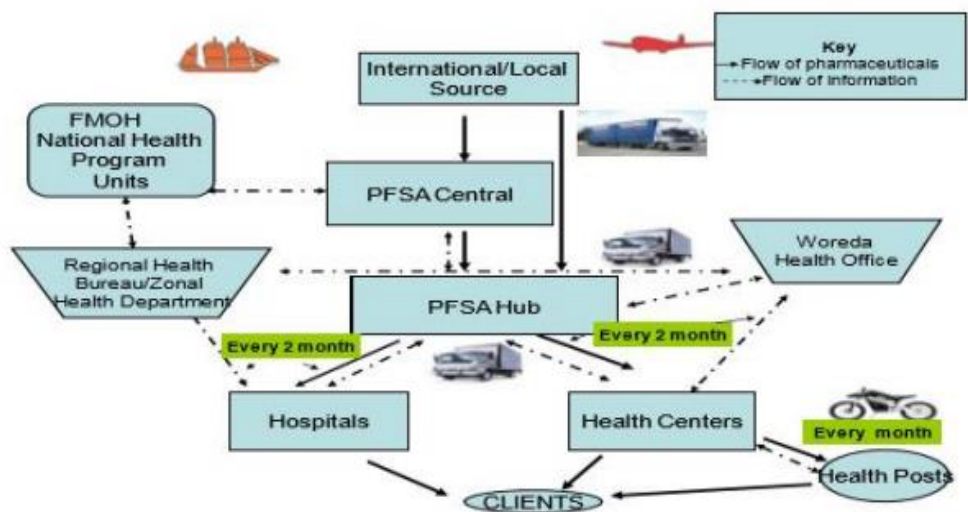 Key
Flow of pharmaceuticals
Flow of information
International/Local
Source
FMOH
National Health
Program
Units
PFSA Central
Woreda
Health Office
Regional Health
Bureau/Zonal
Health Department
PFSA Hub
Every 2 month
Every 2 month
Hospitals
Health Centers
Every month
Health Posts
CLIENTS